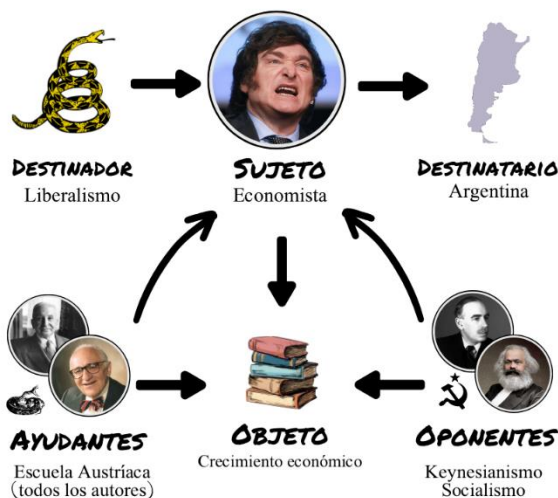 DESTINADOR
Liberalismo
SUJETO
Economista
DESTINATARIO
Argentina
AYUDANTES
Escuela Austríaca
(todos los autores)
OBJETO
Crecimiento económico
OPONENTES
Keynesianismo
Socialismo